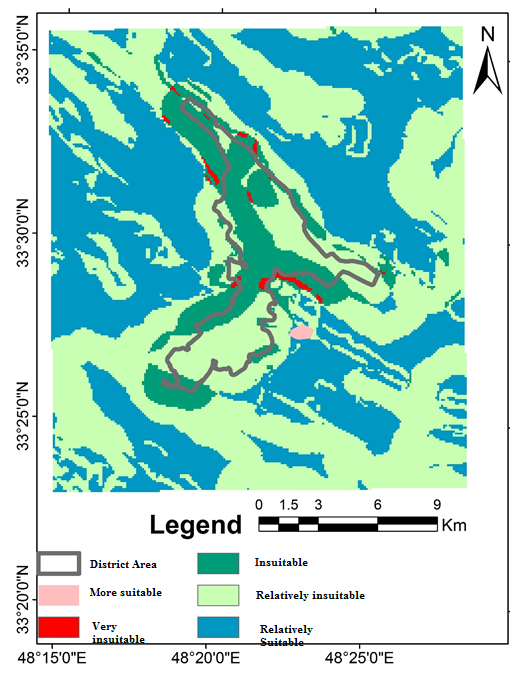 N
33°35'0"N
33°30'0"N
33°25'0"N
33°20'0"N
0 1.5 3 6 9
Km
Legend
District Area
Insuitable
More suitable
Relatively insuitable
Very
insuitable
Relatively
Suitable
48°15'0"E 48°20'0"E 48°25'0"E